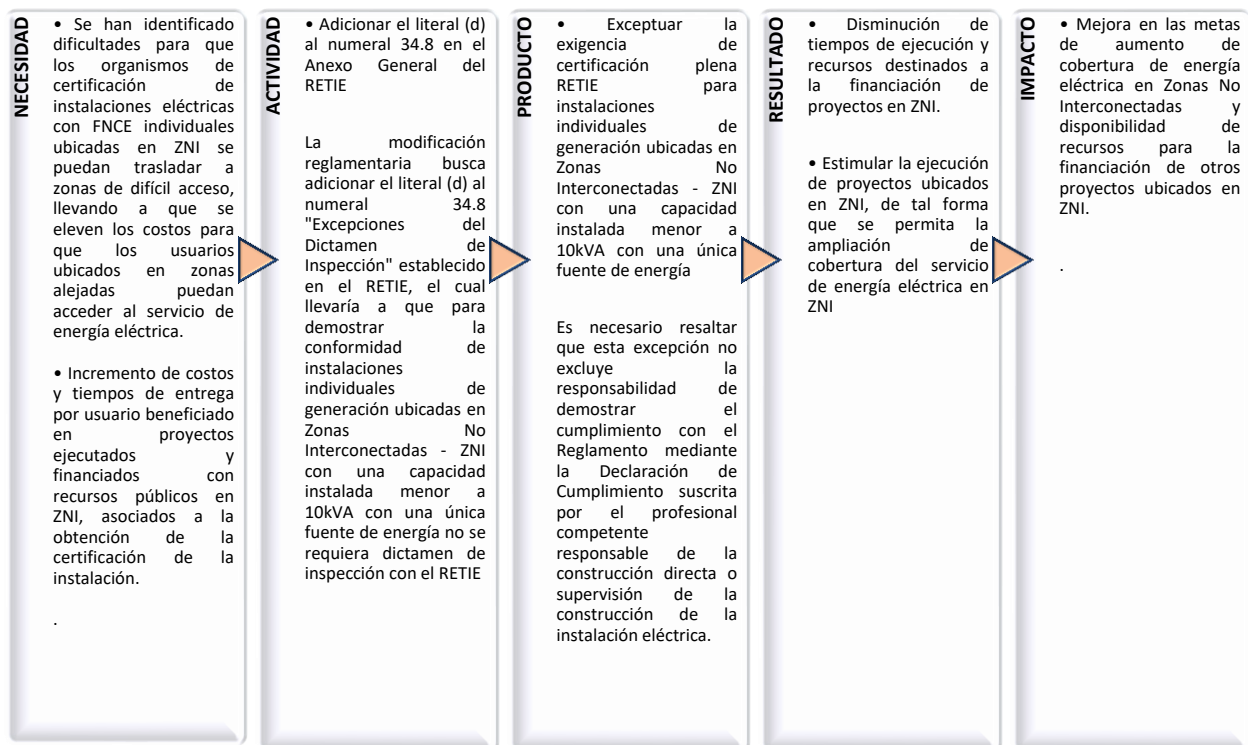 NECESIDAD
• Se han identificado
dificultades para que
los organismos de
certificación de
instalaciones eléctricas
con FNCE individuales
ubicadas en ZNI se
puedan trasladar a
zonas de difícil acceso,
llevando a que se
eleven los costos para
que los usuarios
ubicados en zonas
alejadas puedan
acceder al servicio de
energía eléctrica.
• Incremento de costos
y tiempos de entrega
por usuario beneficiado
en proyectos
ejecutados y
financiados con
recursos públicos en
ZNI, asociados a la
obtención de la
certificación de la
instalación.
.
ACTIVIDAD
• Adicionar el literal (d)
al numeral 34.8 en el
Anexo General del
RETIE
La modificación
reglamentaria busca
adicionar el literal (d) al
numeral 34.8
"Excepciones del
Dictamen de
Inspección" establecido
en el RETIE, el cual
llevaría a que para
demostrar la
conformidad de
instalaciones
individuales de
generación ubicadas en
Zonas No
Interconectadas - ZNI
con una capacidad
instalada menor a
10kVA con una única
fuente de energía no se
requiera dictamen de
inspección con el RETIE
PRODUCTO
• Exceptuar la
exigencia de
certificación plena
RETIE para
instalaciones
individuales de
generación ubicadas en
Zonas No
Interconectadas - ZNI
con una capacidad
instalada menor a
10kVA con una única
fuente de energía
Es necesario resaltar
que esta excepción no
excluye la
responsabilidad de
demostrar el
cumplimiento con el
Reglamento mediante
la Declaración de
Cumplimiento suscrita
por el profesional
competente
responsable de la
construcción directa o
supervisión de la
construcción de la
instalación eléctrica.
RESULTADO
• Disminución de
tiempos de ejecución y
recursos destinados a
la financiación de
proyectos en ZNI.
• Estimular la ejecución
de proyectos ubicados
en ZNI, de tal forma
que se permita la
ampliación de
cobertura del servicio
de energía eléctrica en
ZNI
IMPACTO
• Mejora en las metas
de aumento de
cobertura de energía
eléctrica en Zonas No
Interconectadas y
disponibilidad de
recursos para la
financiación de otros
proyectos ubicados en
ZNI.
.